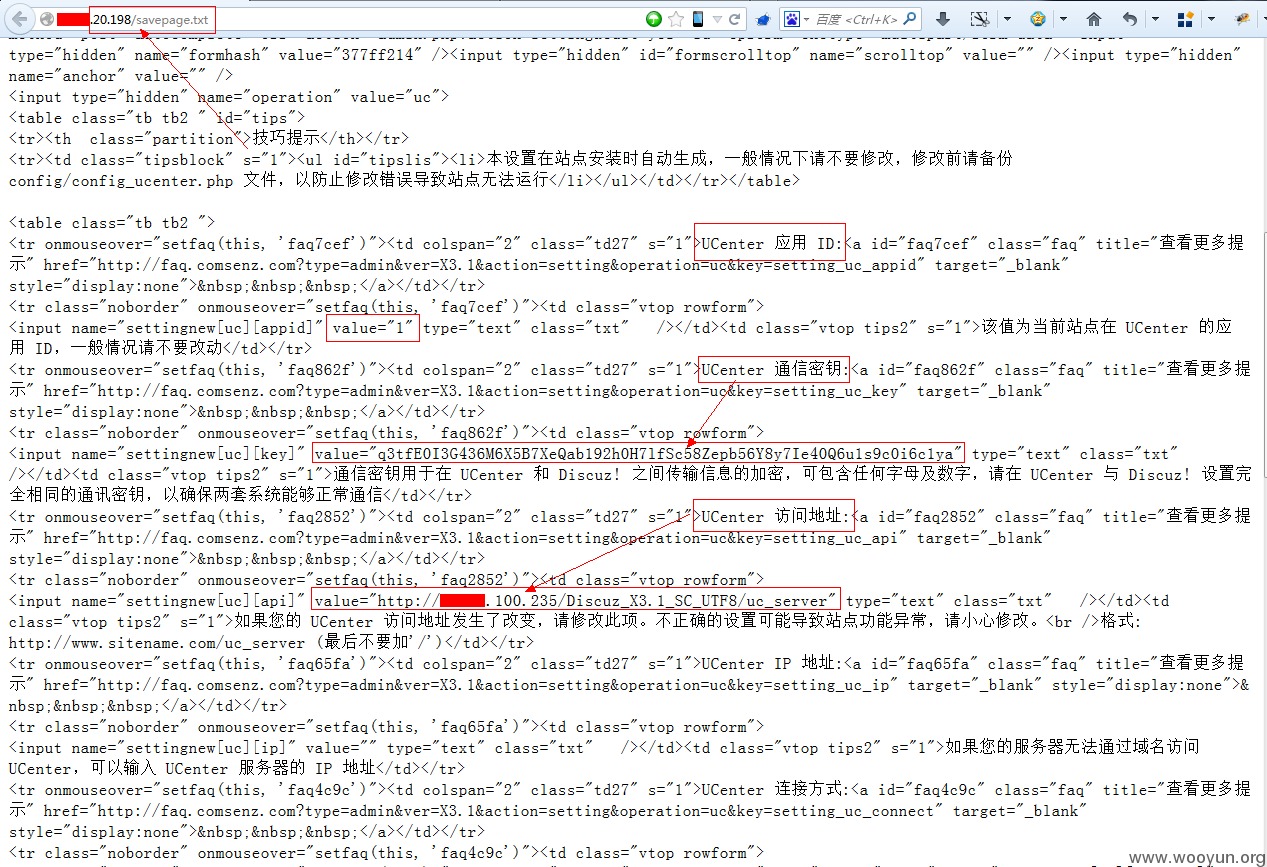 .20.198/savepage.txt
百度 <Ctrl+K>
type="hidden" name="formhash" value="377ff214" /><input type="hidden" id="formscrolltop" name="scrolltop" value="" /><input type="hidden"
name="anchor" value="" />
<input type="hidden" name="operation" value="uc">
<table class="tb tb2 " id="tips">
<tr><th  class="partition">技巧提示</th></tr>
<tr><td class="tipsblock" s="1"><ul id="tipslis"><li>本设置在站点安装时自动生成，一般情况下请不要修改，修改前请备份
config/config_ucenter.php 文件，以防止修改错误导致站点无法运行</li></ul></td></tr></table>
<table class="tb tb2 ">
<tr onmouseover="setfaq(this, 'faq7cef')"><td colspan="2" class="td27" s="1">UCenter 应用 ID:<a id="faq7cef" class="faq" title="查看更多提
示" href="http://faq.comsenz.com?type=admin&ver=X3.1&action=setting&operation=uc&key=setting_uc_appid" target="_blank"
style="display:none">&nbsp;&nbsp;&nbsp;</a></td></tr>
<tr class="noborder" onmouseover="setfaq(this, 'faq7cef')"><td class="vtop rowform">
<input name="settingnew[uc][appid]" value="1" type="text" class="txt"   /></td><td class="vtop tips2" s="1">该值为当前站点在 UCenter 的应
用 ID，一般情况请不要改动</td></tr>
<tr onmouseover="setfaq(this, 'faq862f')"><td colspan="2" class="td27" s="1">UCenter 通信密钥:<a id="faq862f" class="faq" title="查看更多提
示" href="http://faq.comsenz.com?type=admin&ver=X3.1&action=setting&operation=uc&key=setting_uc_key" target="_blank"
style="display:none">&nbsp;&nbsp;&nbsp;</a></td></tr>
<tr class="noborder" onmouseover="setfaq(this, 'faq862f')"><td class="vtop rowform">
<input name="settingnew[uc][key]" type="text" class="txt"
/></td><td class="vtop tips2" s="1">通信密钥用于在 UCenter 和 Discuz! 之间传输信息的加密，可包含任何字母及数字，请在 UCenter 与 Discuz! 设置完
全相同的通讯密钥，以确保两套系统能够正常通信</td></tr>
<tr onmouseover="setfaq(this, 'faq2852')"><td colspan="2" class="td27" s="1">UCenter 访问地址:<a id="faq2852" class="faq" title="查看更多提
示" href="http://faq.comsenz.com?type=admin&ver=X3.1&action=setting&operation=uc&key=setting_uc_api" target="_blank"
style="display:none">&nbsp;&nbsp;&nbsp;</a></td></tr>
<tr class="noborder" onmouseover="setfaq(this, 'faq2852')"><td class="vtop rowform">
<input name="settingnew[uc][api]" value="http://.100.235/Discuz_X3.1_SC_UTF8/uc_server" type="text" class="txt"   /></td><td
class="vtop tips2" s="1">如果您的 UCenter 访问地址发生了改变，请修改此项。不正确的设置可能导致站点功能异常，请小心修改。<br />格式:
http://www.sitename.com/uc_server (最后不要加'/')</td></tr>
<tr onmouseover="setfaq(this, 'faq65fa')"><td colspan="2" class="td27" s="1">UCenter IP 地址:<a id="faq65fa" class="faq" title="查看更多提
示" href="http://faq.comsenz.com?type=admin&ver=X3.1&action=setting&operation=uc&key=setting_uc_ip" target="_blank" style="display:none">&
nbsp;&nbsp;&nbsp;</a></td></tr>
<tr class="noborder" onmouseover="setfaq(this, 'faq65fa')"><td class="vtop rowform">
<input name="settingnew[uc][ip]" value="" type="text" class="txt"   /></td><td class="vtop tips2" s="1">如果您的服务器无法通过域名访问
UCenter，可以输入 UCenter 服务器的 IP 地址</td></tr>
<tr onmouseover="setfaq(this, 'faq4c9c')"><td colspan="2" class="td27" s="1">UCenter 连接方式:<a id="faq4c9c" class="faq" title="查看更多提
示" href="http://faq.comsenz.com?type=admin&ver=X3.1&action=setting&operation=uc&key=setting_uc_connect" target="_blank"
style="display:none">&nbsp;&nbsp;&nbsp;</a></td></tr>
<tr class="noborder" onmouseover="setfaq(this, 'faq4c9c')"><td class="vtop rowform">
www.wooyun.org